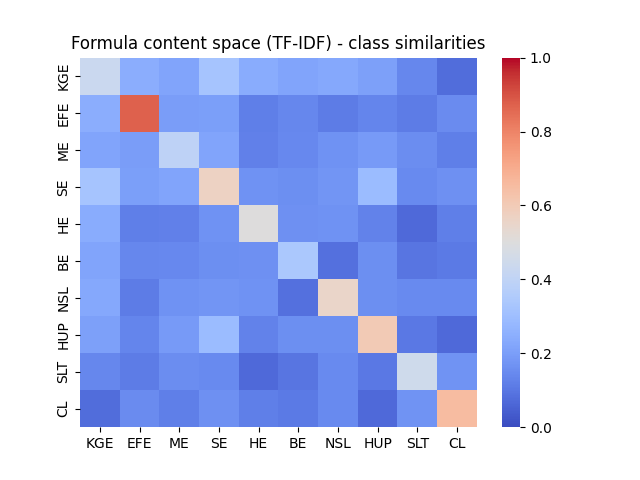 Formula content space (TF-IDF) - class similarities
KGE
EFE
ME
SE
HE
BE
NSL
HUP
SLT
CL
KGE EFE ME SE HE BE NSL HUP SLT CL
1.0
0.8
0.6
0.4
0.2
0.0